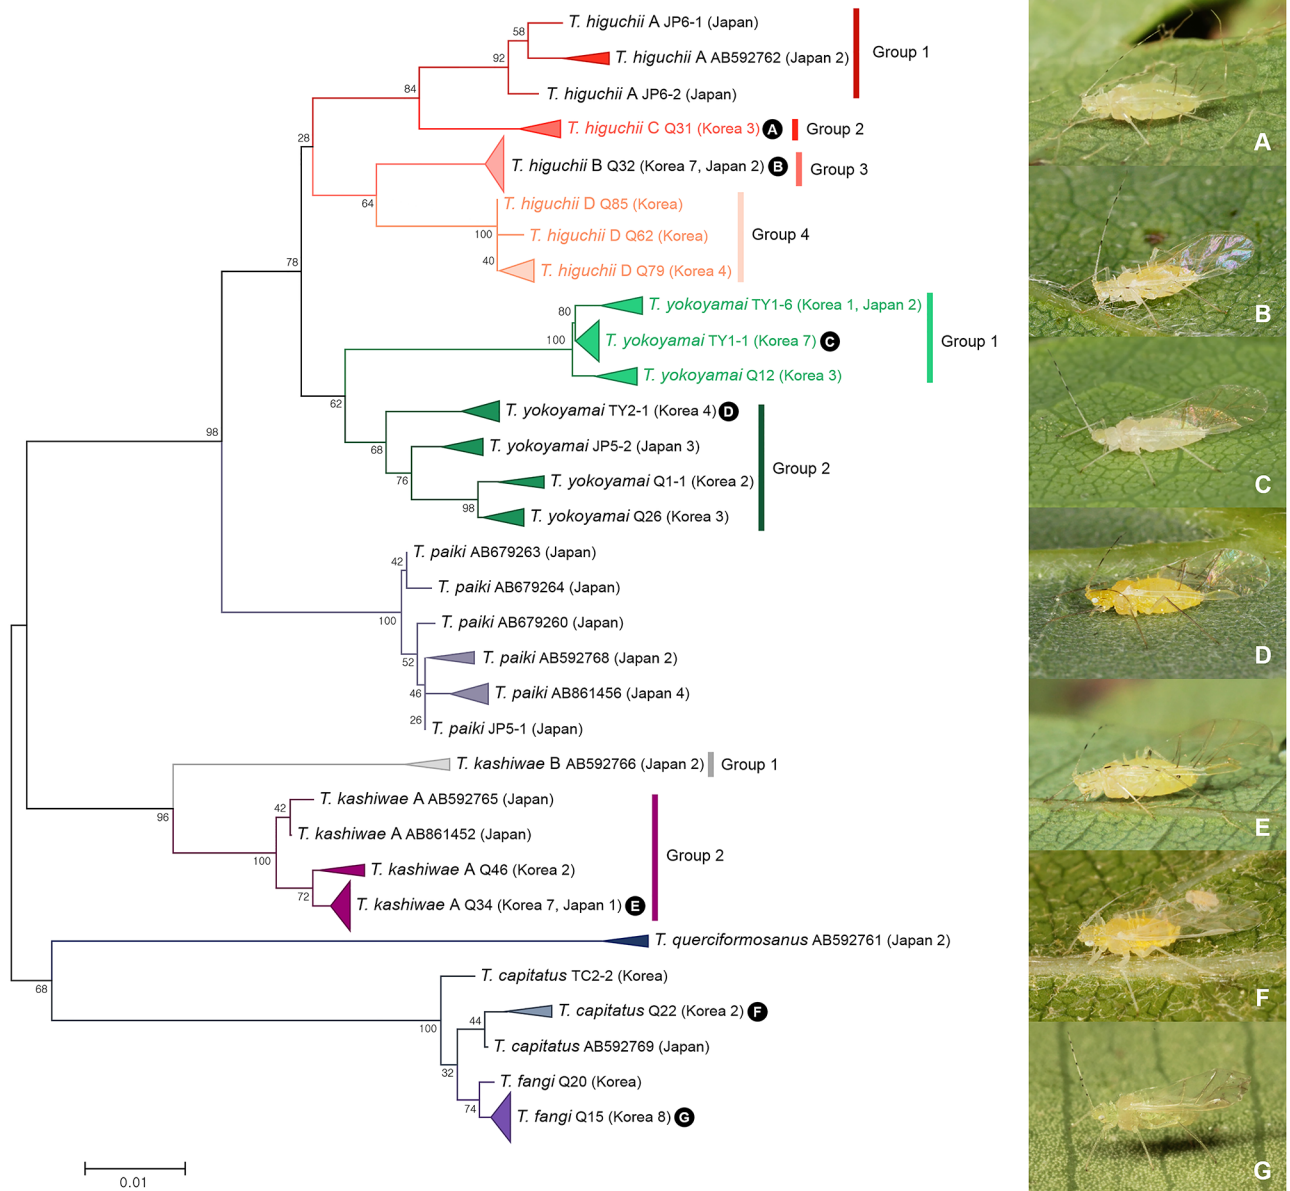 58
T. higuchii A JP6-1 (Japan)
T. higuchii A AB592762 (Japan 2)
Group 1
92
84
T. higuchii A JP6-2 (Japan)
T. higuchii C Q31 (Korea 3) A
Group 2
28
T. higuchii B Q32 (Korea 7, Japan 2) B
Group 3
64
T. higuchii D Q85 (Korea)
100
T. higuchii D Q62 (Korea)
Group 4
40
T. higuchii D Q79 (Korea 4)
78
80
T. yokoyamai TY1-6 (Korea 1, Japan 2)
100
T. yokoyamai TY1-1 (Korea 7) C
Group 1
T. yokoyamai Q12 (Korea 3)
62
T. yokoyamai TY2-1 (Korea 4) D
98
68
T. yokoyamai JP5-2 (Japan 3)
Group 2
76
T. yokoyamai Q1-1 (Korea 2)
98
T. yokoyamai Q26 (Korea 3)
T. paiki AB679263 (Japan)
42
T. paiki AB679264 (Japan)
100
T. paiki AB679260 (Japan)
52
T. paiki AB592768 (Japan 2)
46
T. paiki AB861456 (Japan 4)
26
T. paiki JP5-1 (Japan)
T. kashiwae B AB592766 (Japan 2)
Group 1
96
42
T. kashiwae A AB592765 (Japan)
T. kashiwae A AB861452 (Japan)
100
Group 2
T. kashiwae A Q46 (Korea 2)
72
T. kashiwae A Q34 (Korea 7, Japan 1) E
T. querciformosanus AB592761 (Japan 2)
68
T. capitatus TC2-2 (Korea)
100
44
T. capitatus Q22 (Korea 2) F
T. capitatus AB592769 (Japan)
32
T. fangi Q20 (Korea)
74
T. fangi Q15 (Korea 8) G
0.01
A
B
C
D
E
F
G